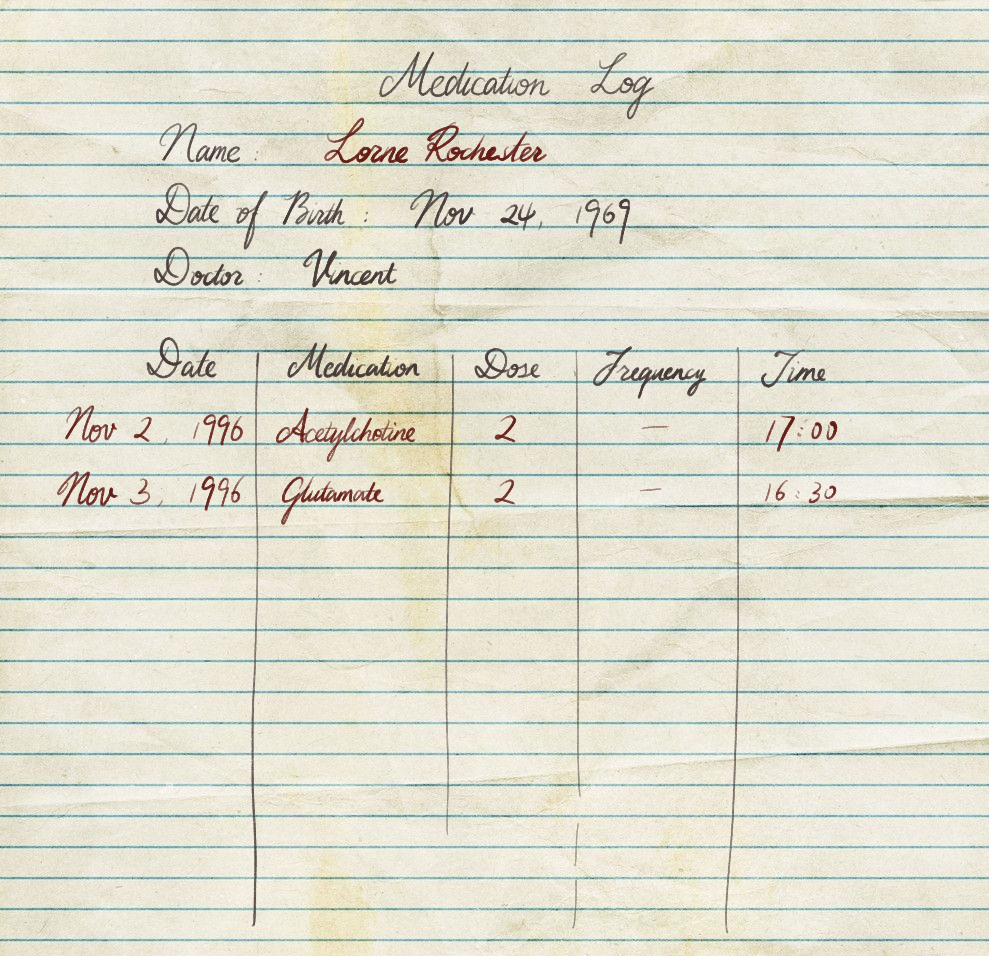 Medication Log
Name : Lorne Rochester
Date of Birth : Nov 24, 1969
Doctor : Vincent
Date Medication Dose Frequency Time
Nov 2, 1996 Acetylchotine 2 — 17:00
Nov 3, 1996 Glutamate 2 — 16:30